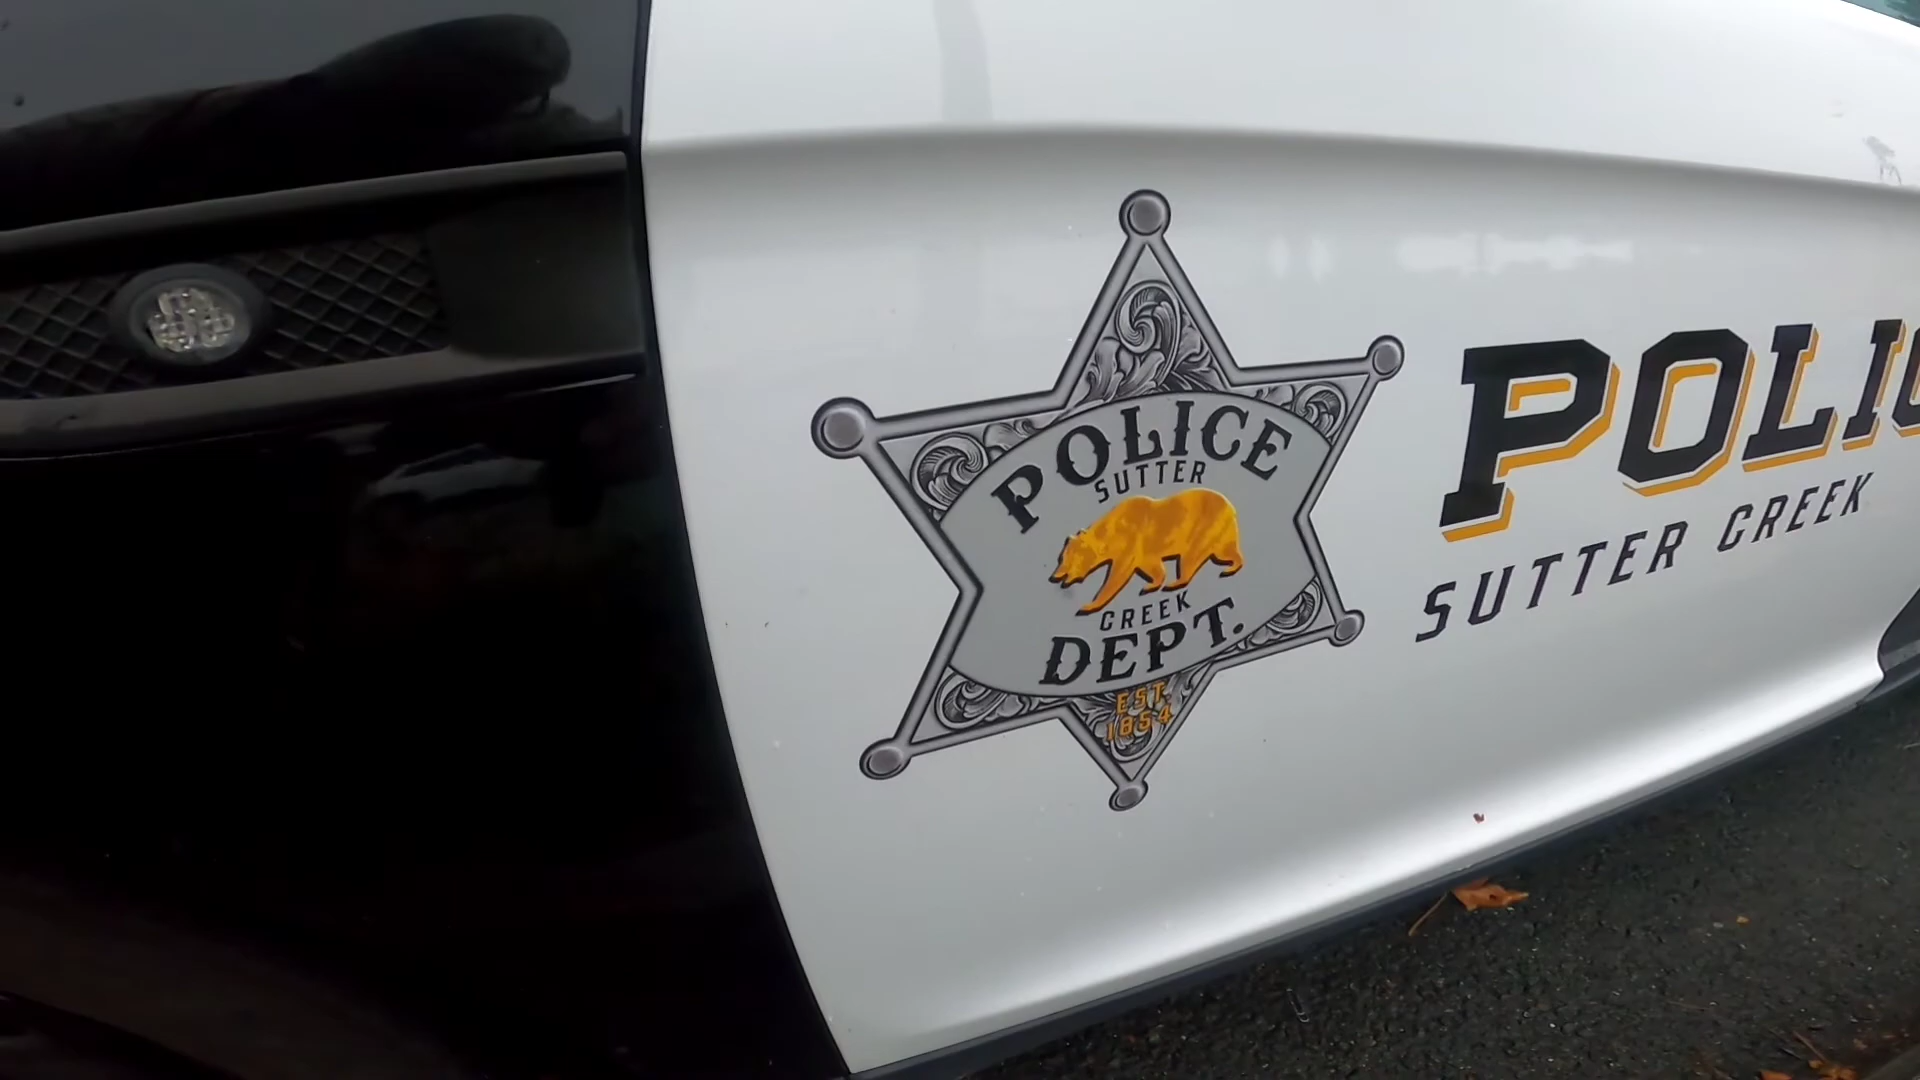 POLICE
SUTTER
CREEK
DEPT.
EST.
1854
POLIC
SUTTER CREEK